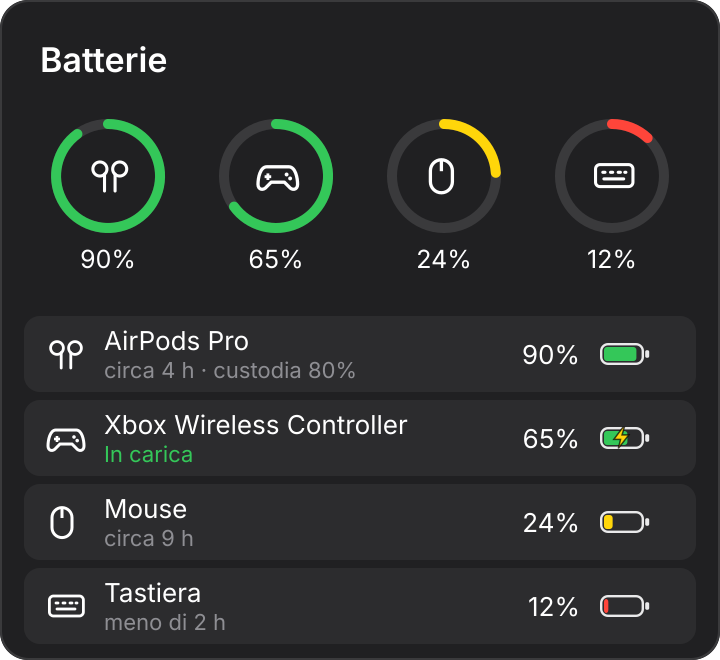 Batterie
90%
65%
24%
12%
AirPods Pro
circa 4 h · custodia 80%
90%
Xbox Wireless Controller
In carica
65%
Mouse
circa 9 h
24%
Tastiera
meno di 2 h
12%